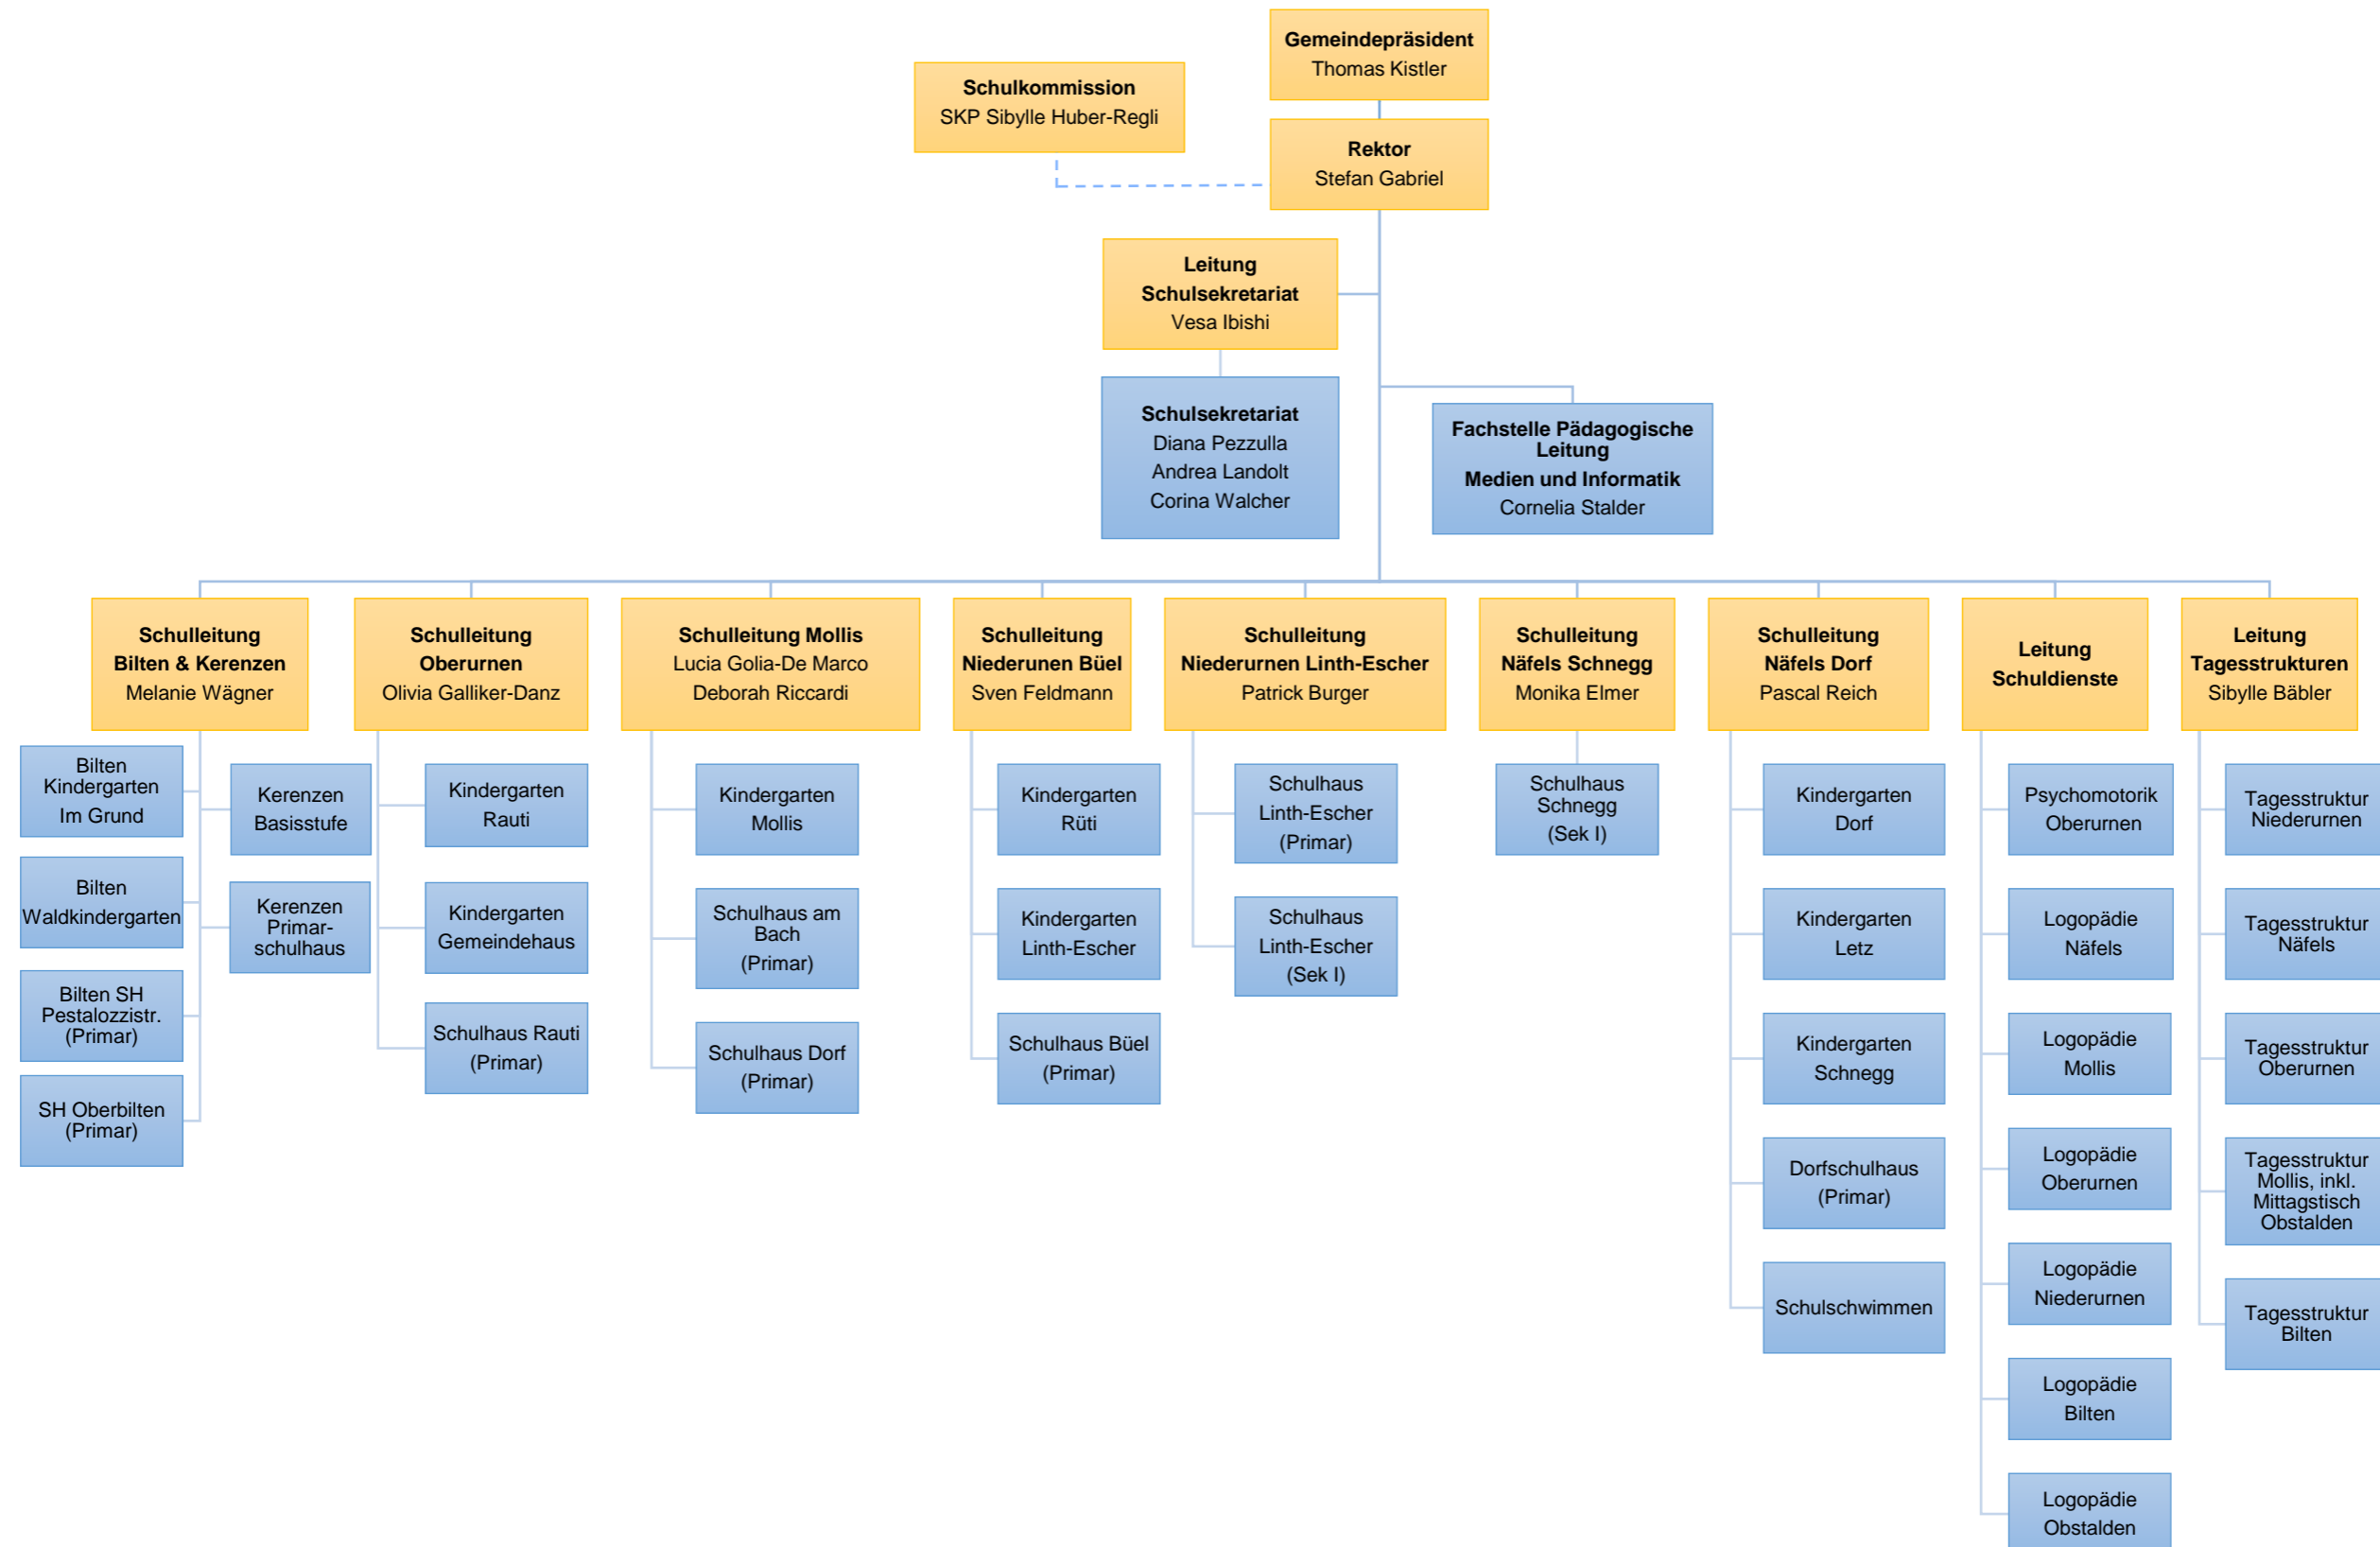 Gemeindepräsident
Thomas Kistler
Schulkommission
SKP Sibylle Huber-Regli
Rektor
Stefan Gabriel
Leitung
Schulsekretariat
Vesa Ibishi
Schulsekretariat
Diana Pezzulla
Andrea Landolt
Corina Walcher
Fachstelle Pädagogische
Leitung
Medien und Informatik
Cornelia Stalder
Schulleitung
Bilten & Kerenzen
Melanie Wägner
Bilten
Kindergarten
Im Grund
Bilten
Waldkindergarten
Bilten SH
Pestalozzistr.
(Primar)
SH Oberbilten
(Primar)
Kerenzen
Basisstufe
Kerenzen
Primar-
schulhaus
Schulleitung
Oberurnen
Olivia Galliker-Danz
Kindergarten
Rauti
Kindergarten
Gemeindehaus
Schulhaus Rauti
(Primar)
Schulleitung Mollis
Lucia Golia-De Marco
Deborah Riccardi
Kindergarten
Mollis
Schulhaus am
Bach
(Primar)
Schulhaus Dorf
(Primar)
Schulleitung
Niederunen Büel
Sven Feldmann
Kindergarten
Rüti
Kindergarten
Linth-Escher
Schulhaus Büel
(Primar)
Schulleitung
Niederurnen Linth-Escher
Patrick Burger
Schulhaus
Linth-Escher
(Primar)
Schulhaus
Linth-Escher
(Sek I)
Schulleitung
Näfels Schnegg
Monika Elmer
Schulhaus
Schnegg
(Sek I)
Schulleitung
Näfels Dorf
Pascal Reich
Kindergarten
Dorf
Kindergarten
Letz
Kindergarten
Schnegg
Dorfschulhaus
(Primar)
Schulschwimmen
Leitung
Schuldienste
Psychomotorik
Oberurnen
Logopädie
Näfels
Logopädie
Mollis
Logopädie
Oberurnen
Logopädie
Niederurnen
Logopädie
Bilten
Logopädie
Obstalden
Leitung
Tagesstrukturen
Sibylle Bäbler
Tagesstruktur
Niederurnen
Tagesstruktur
Näfels
Tagesstruktur
Oberurnen
Tagesstruktur
Mollis, inkl.
Mittagstisch
Obstalden
Tagesstruktur
Bilten